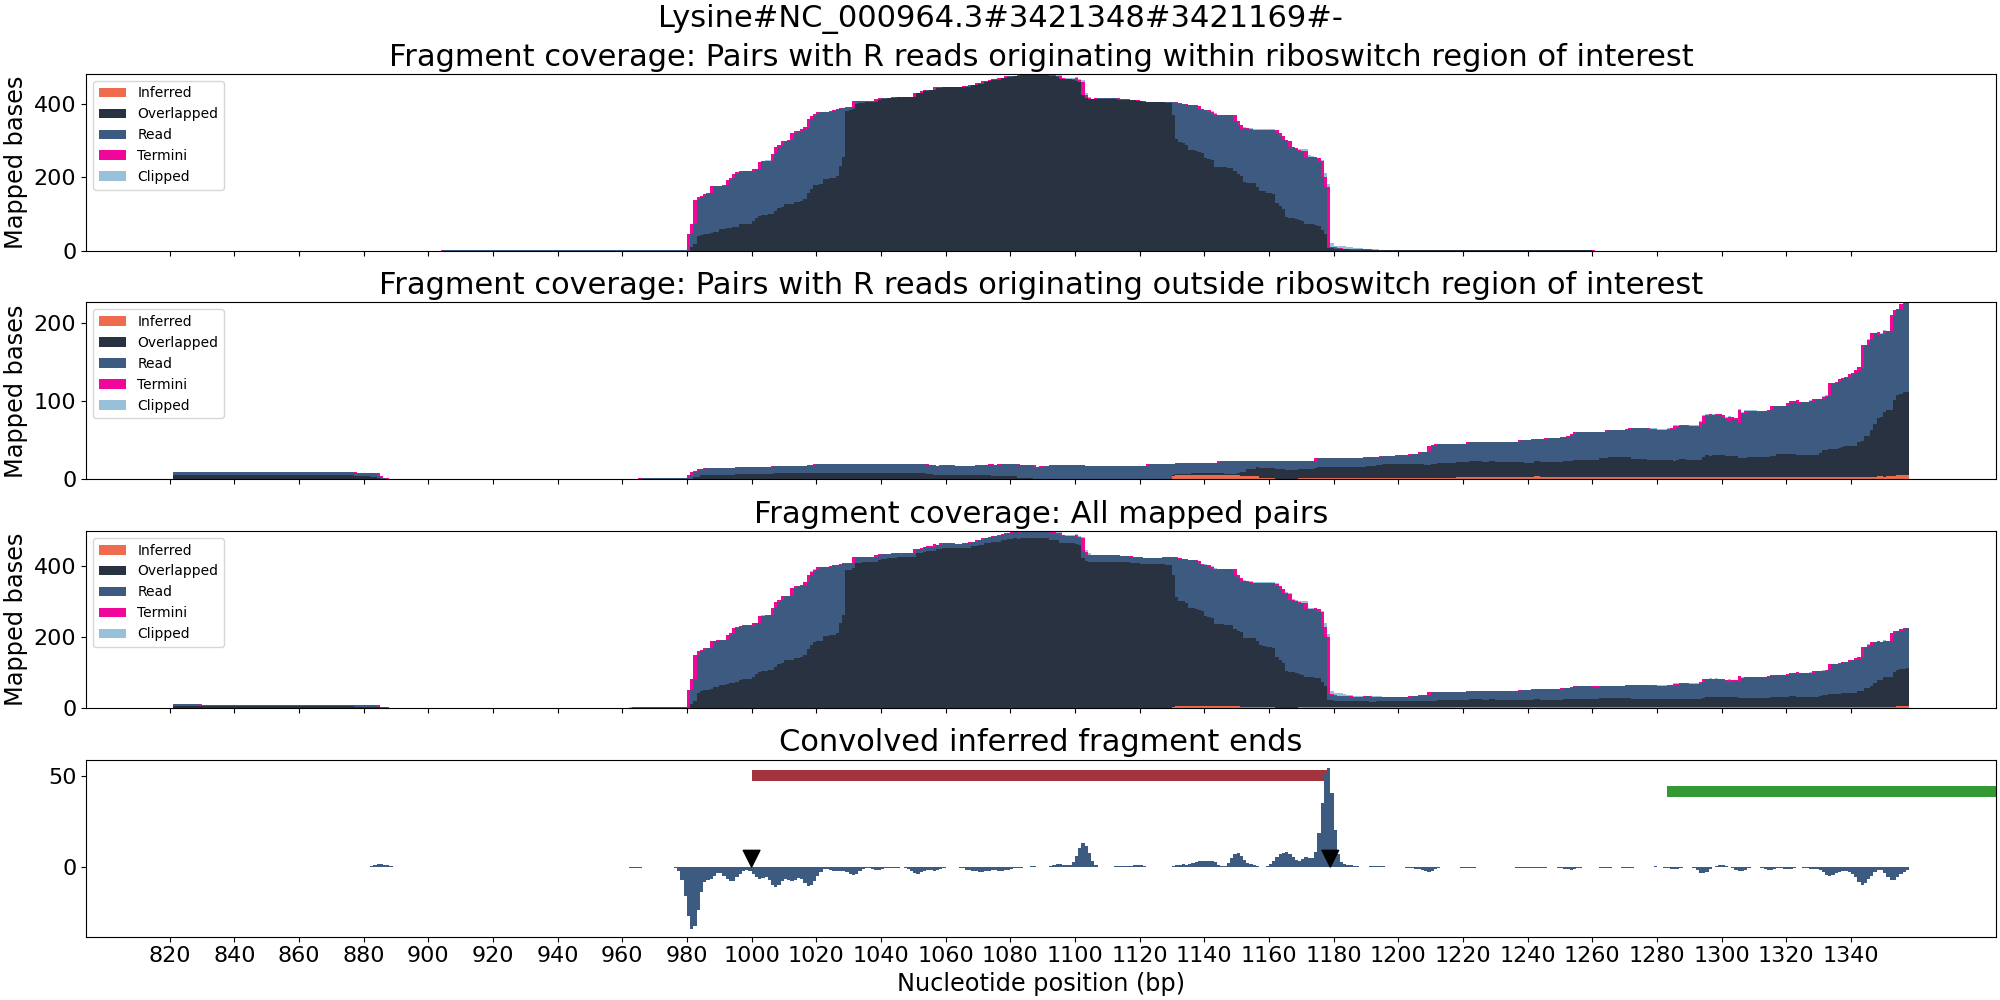 Lysine#NC_000964.3#3421348#3421169#-
Fragment coverage: Pairs with R reads originating within riboswitch region of interest
Mapped bases
400
200
0
Inferred
Overlapped
Read
Termini
Clipped
Fragment coverage: Pairs with R reads originating outside riboswitch region of interest
Mapped bases
200
100
0
Inferred
Overlapped
Read
Termini
Clipped
Fragment coverage: All mapped pairs
Mapped bases
400
200
0
Inferred
Overlapped
Read
Termini
Clipped
Convolved inferred fragment ends
50
0
820 840 860 880 900 920 940 960 980 1000 1020 1040 1060 1080 1100 1120 1140 1160 1180 1200 1220 1240 1260 1280 1300 1320 1340
Nucleotide position (bp)